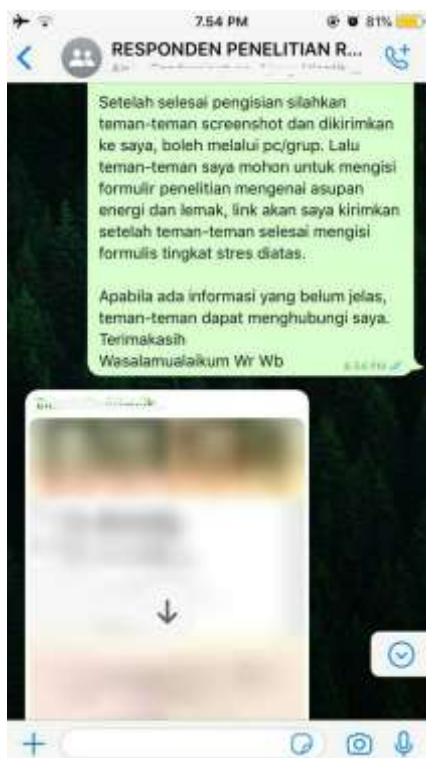 7.54 PM
81%
RESPONDEN PENELITIAN R...
Setelah selesai pengisian silahkan
teman-teman screenshot dan dikirimkan
ke saya, boleh melalui pc/grup. Lalu
teman-teman saya mohon untuk mengisi
formulir penelitian mengenai asupan
energi dan lemak, link akan saya kirimkan
setelah teman-teman selesai mengisi
formulis tingkat stres diatas.
Apabila ada informasi yang belum jelas,
teman-teman dapat menghubungi saya.
Terimakasih
Wasalamualaikum Wr Wb